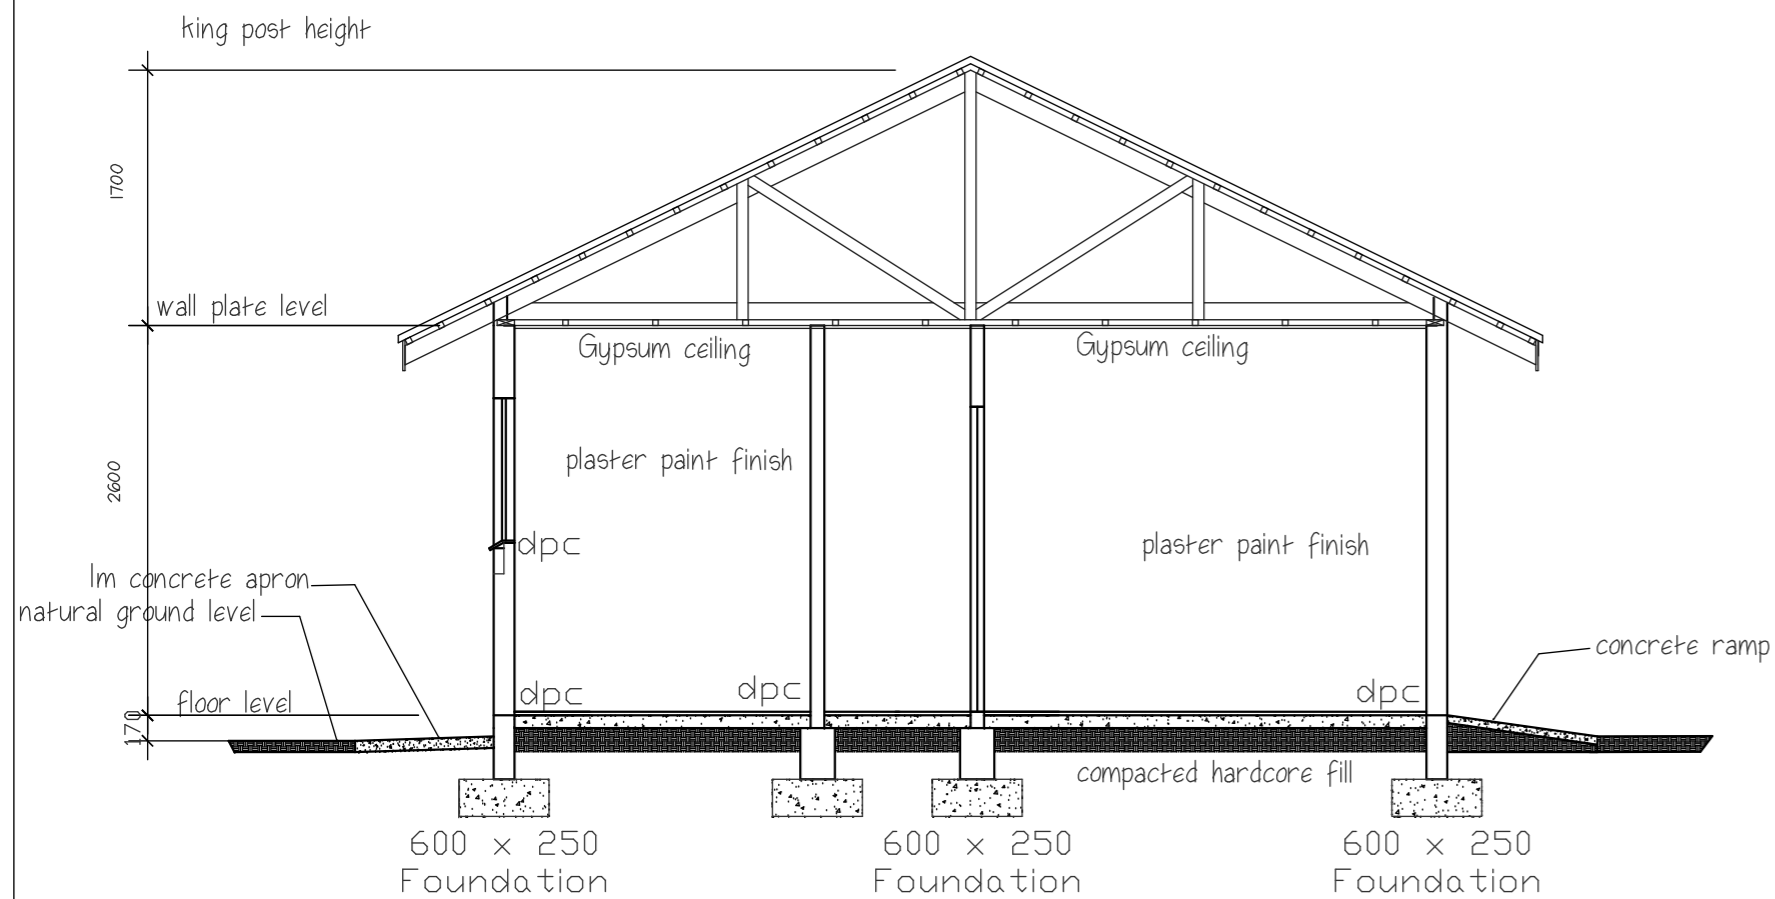 king post height
1700
wall plate level
Gypsum ceiling
Gypsum ceiling
2600
plaster paint finish
plaster paint finish
dpc
1m concrete apron
natural ground level
concrete ramp
floor level
dpc
dpc
dpc
170
compacted hardcore fill
600 x 250
Foundation
600 x 250
Foundation
600 x 250
Foundation